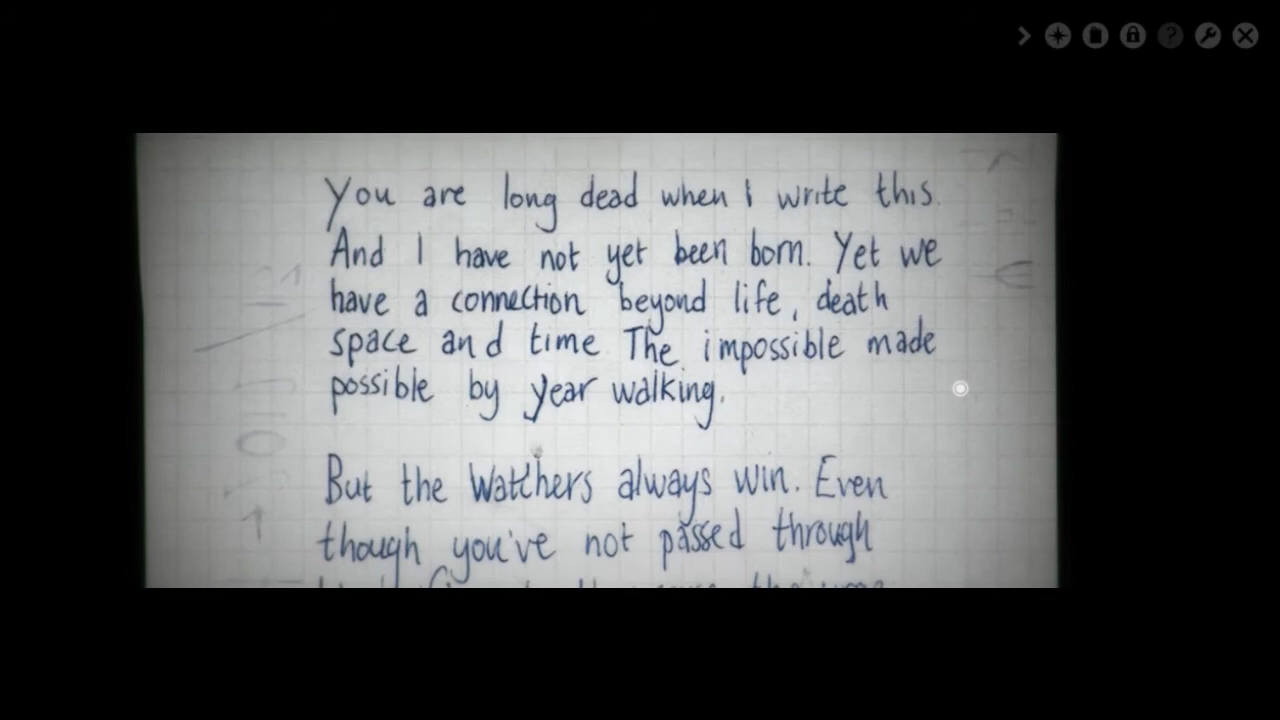 You are long dead when I write this.
And I have not yet been born. Yet we
have a connection beyond life, death
space and time The impossible made
possible by year walking.
But the Watchers always win. Even
though you've not passed through